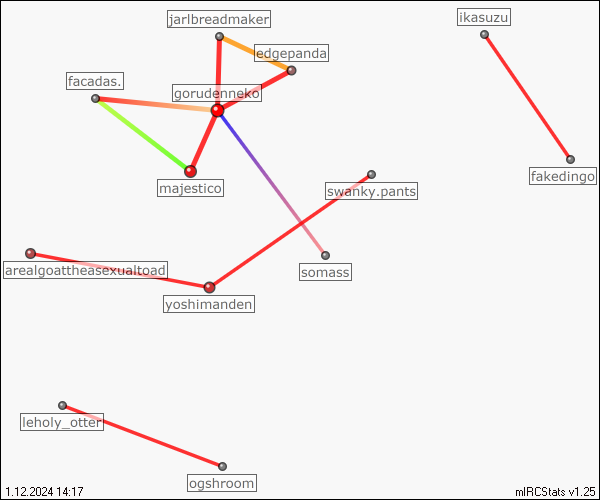 jarlbreadmaker
ikasuzu
edgepanda
facadas.
gorudenneko
fakedingo
majestico
swanky.pants
arealgoattheasexualtoad
somass
yoshimanden
leholy_otter
ogshroom
1.12.2024 14:17
mIRCStats v1.25